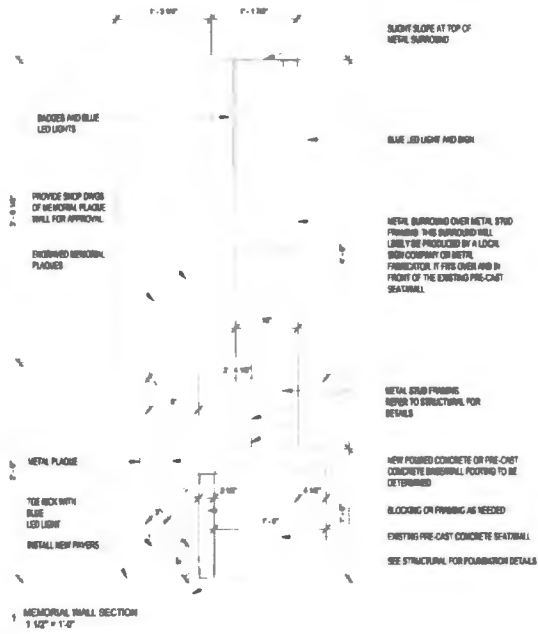 SLIGHT SLOPE AT TOP OF
METAL SURROUND
BADGES AND BLUE
LED LIGHTS
BLUE LED LIGHT AND SIGN
PROVIDE SHOP DWGS
OF MEMORIAL PLAQUE
WALL FOR APPROVAL
METAL SURROUND OVER METAL STUD
FRAMING. THIS SURROUND WILL
LIKELY BE PRODUCED BY A LOCAL
SIGN COMPANY OR METAL
FABRICATOR. IT FITS OVER AND IN
FRONT OF THE EXISTING PRE-CAST
SEATWALL
ENGRAVED MEMORIAL
PLAQUES
METAL STUD FRAMING
REFER TO STRUCTURAL FOR
DETAILS
METAL PLAQUE
NEW POURED CONCRETE OR PRE-CAST
CONCRETE BASEWALL FOOTING TO BE
DETERMINED
TOE KICK WITH
BLUE
LED LIGHT
BLOCKING OR FRAMING AS NEEDED
INSTALL NEW PAVERS
EXISTING PRE-CAST CONCRETE SEATWALL
SEE STRUCTURAL FOR FOUNDATION DETAILS
1 MEMORIAL WALL SECTION
1 1/2" = 1'-0"